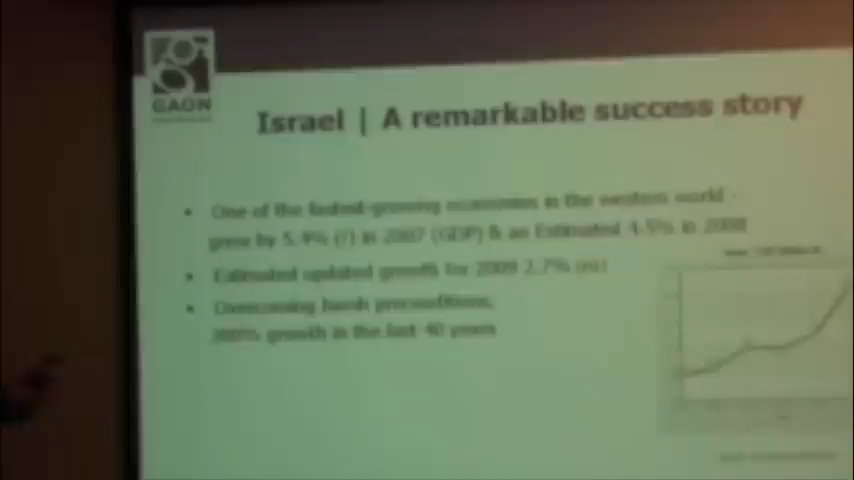 GAON
Israel | A remarkable success story
• One of the fastest-growing economies in the western world -
grew by 5.4% (!) in 2007 (GDP) & an Estimated 4.5% in 2008
• Estimated updated growth for 2009 2.7%
• Overcoming harsh preconditions,
growth in the last 40 years